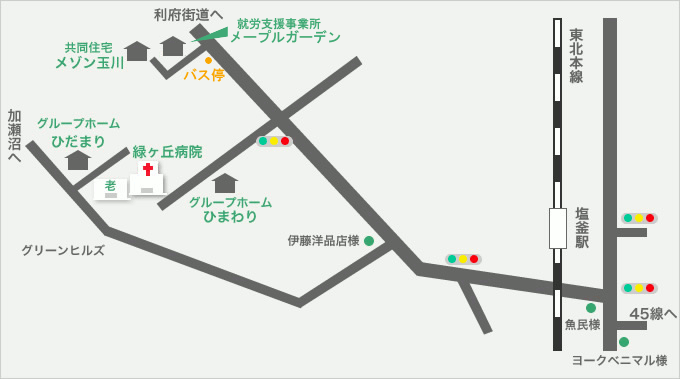 利府街道へ
就労支援事業所
メープルガーデン
共同住宅
メゾン玉川
バス停
東北本線
加瀬沼へ
グループホーム
ひだまり
緑ヶ丘病院
老
グループホーム
ひまわり
塩釜駅
伊藤洋品店様
グリーンヒルズ
45線へ
魚民様
ヨークベニマル様